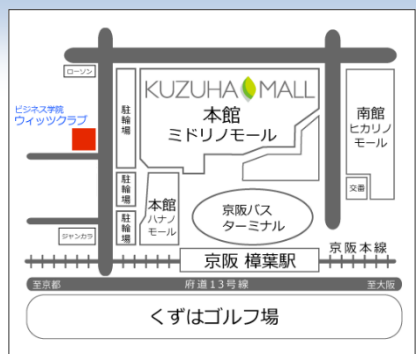 ローソン
ビジネス学院
ウィッツクラブ
駐輪場
KUZUHA MALL
本館
ミドリノモール
南館
ヒカリノ
モール
駐輪場
本館
ハナノ
モール
交番
京阪バス
ターミナル
ジャンカラ
駐輪場
京阪本線
京阪 樟葉駅
至京都
府道13号線
至大阪
くずはゴルフ場